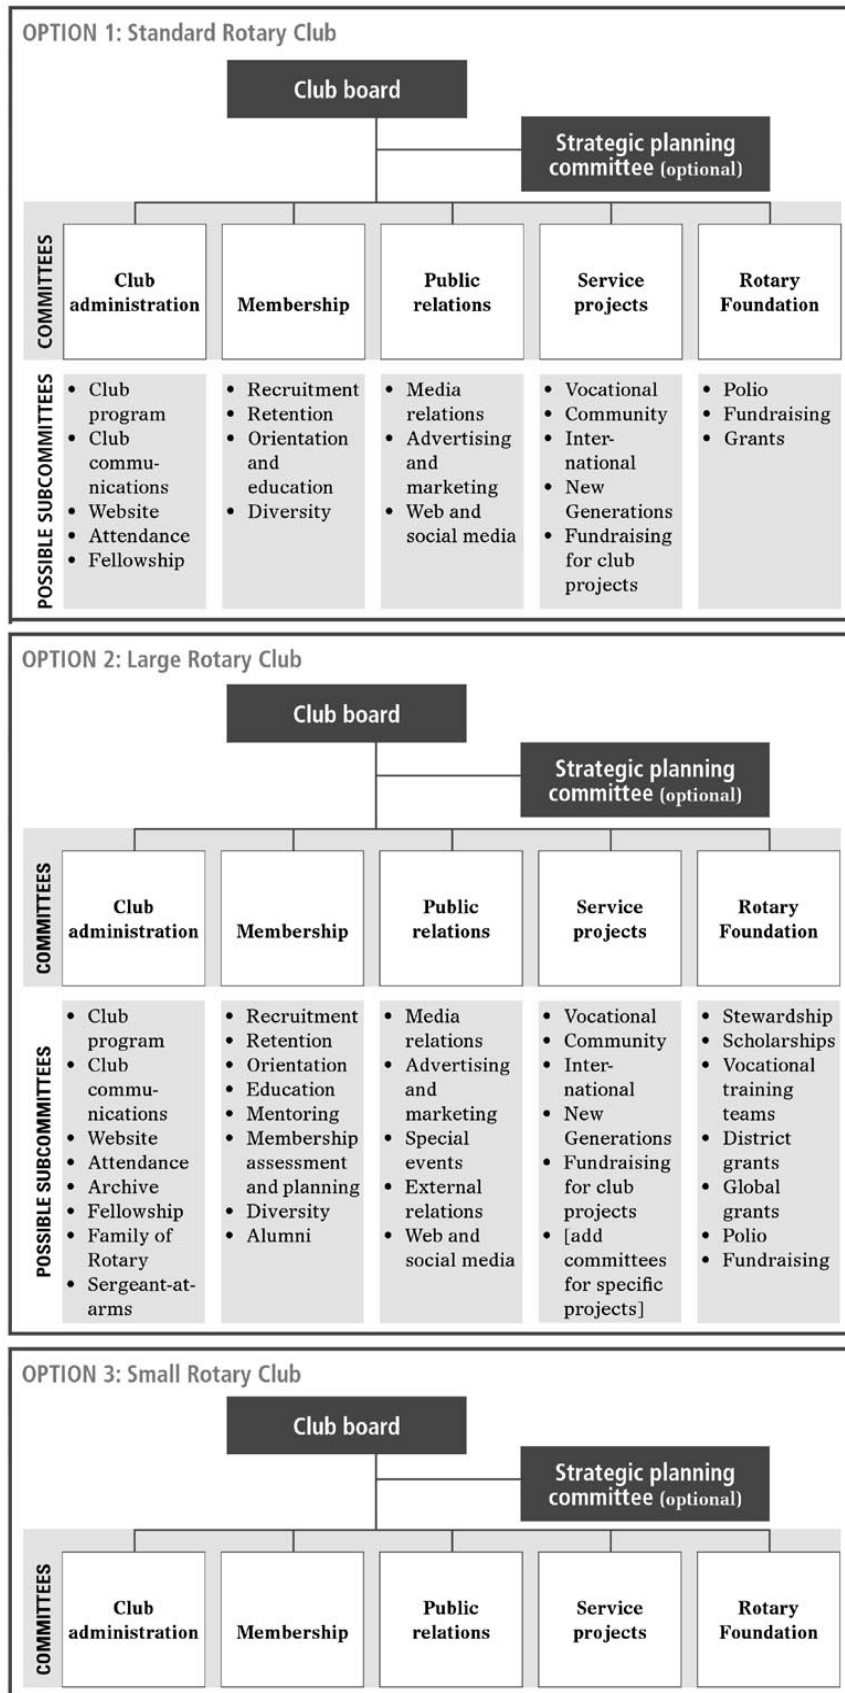 OPTION 1: Standard Rotary Club
Club board
Strategic planning
committee (optional)
COMMITTEES
Club
administration
Membership
Public
relations
Service
projects
Rotary
Foundation
POSSIBLE SUBCOMMITTEES
• Club
program
• Club
commu-
nications
• Website
• Attendance
• Fellowship
• Recruitment
• Retention
• Orientation
and
education
• Diversity
• Media
relations
• Advertising
and
marketing
• Web and
social media
• Vocational
• Community
• Inter-
national
• New
Generations
• Fundraising
for club
projects
• Polio
• Fundraising
• Grants
OPTION 2: Large Rotary Club
Club board
Strategic planning
committee (optional)
COMMITTEES
Club
administration
Membership
Public
relations
Service
projects
Rotary
Foundation
POSSIBLE SUBCOMMITTEES
• Club
program
• Club
commu-
nications
• Website
• Attendance
• Archive
• Fellowship
• Family of
Rotary
• Sergeant-at-
arms
• Recruitment
• Retention
• Orientation
• Education
• Mentoring
• Membership
assessment
and planning
• Diversity
• Alumni
• Media
relations
• Advertising
and
marketing
• Special
events
• External
relations
• Web and
social media
• Vocational
• Community
• Inter-
national
• New
Generations
• Fundraising
for club
projects
• [add
committees
for specific
projects]
• Stewardship
• Scholarships
• Vocational
training
teams
• District
grants
• Global
grants
• Polio
• Fundraising
OPTION 3: Small Rotary Club
Club board
Strategic planning
committee (optional)
COMMITTEES
Club
administration
Membership
Public
relations
Service
projects
Rotary
Foundation